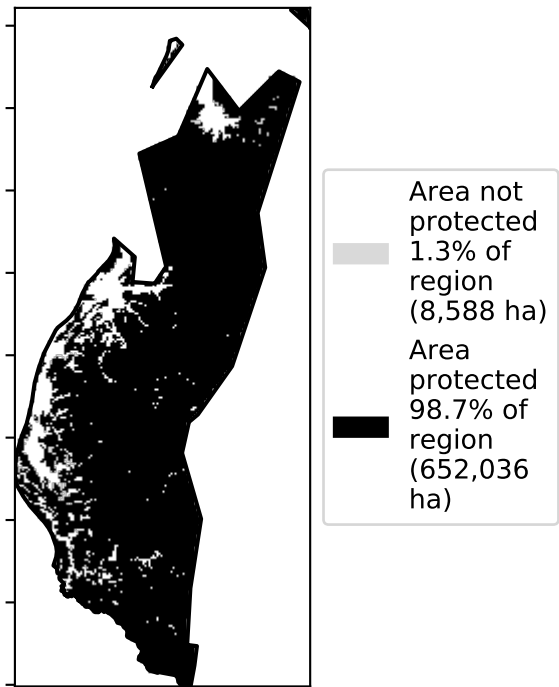 Area not
protected
1.3% of
region
(8,588 ha)
Area
protected
98.7% of
region
(652,036
ha)